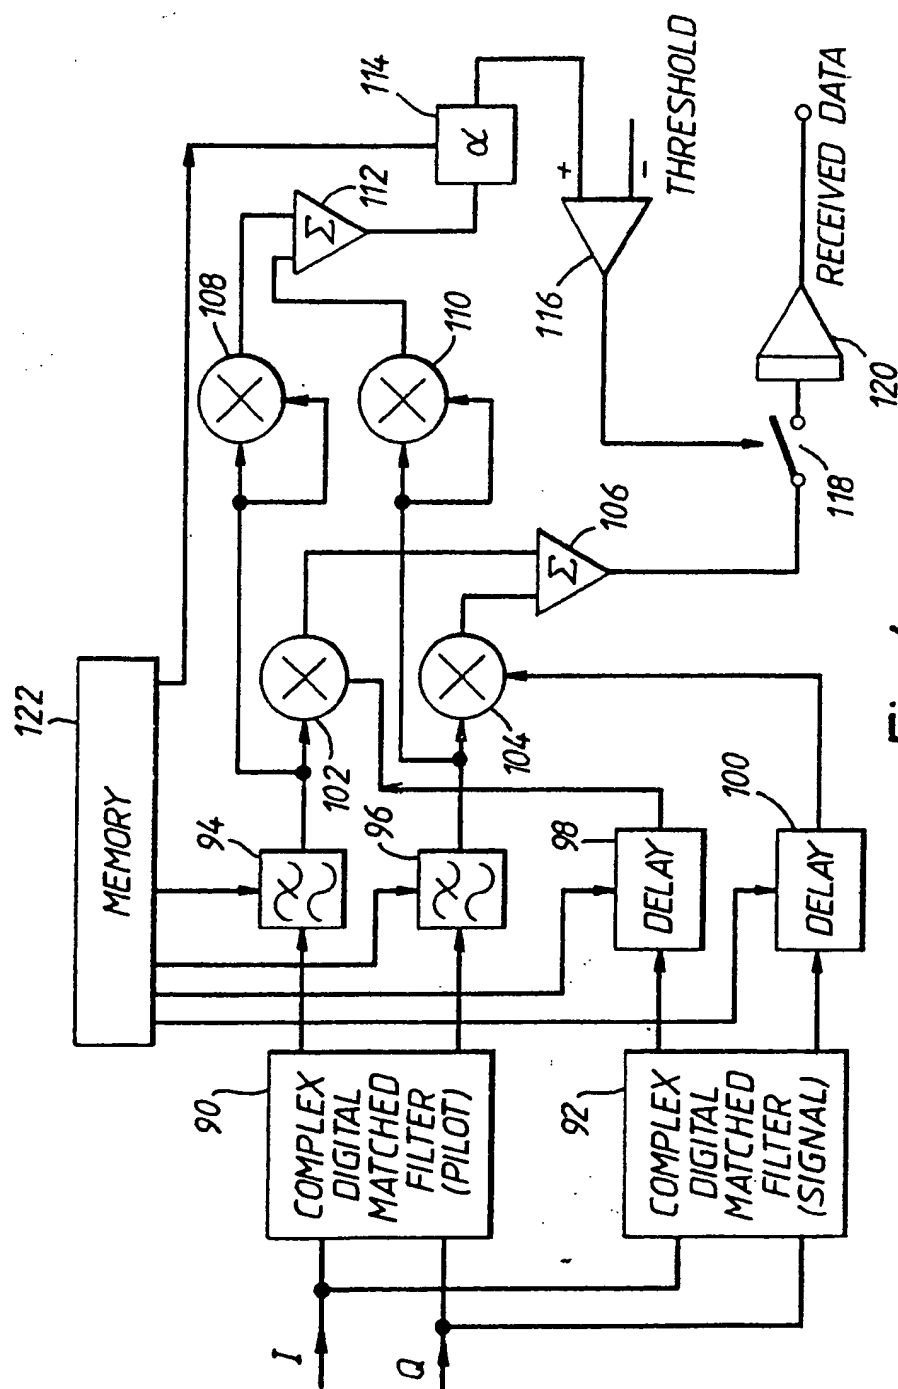 122
MEMORY
I
Q
90
COMPLEX
DIGITAL
MATCHED
FILTER
(PILOT)
92
COMPLEX
DIGITAL
MATCHED
FILTER
(SIGNAL)
94
96
98
DELAY
100
DELAY
102
104
Σ
106
108
110
Σ
112
α
114
+
−
THRESHOLD
116
118
120
RECEIVED DATA